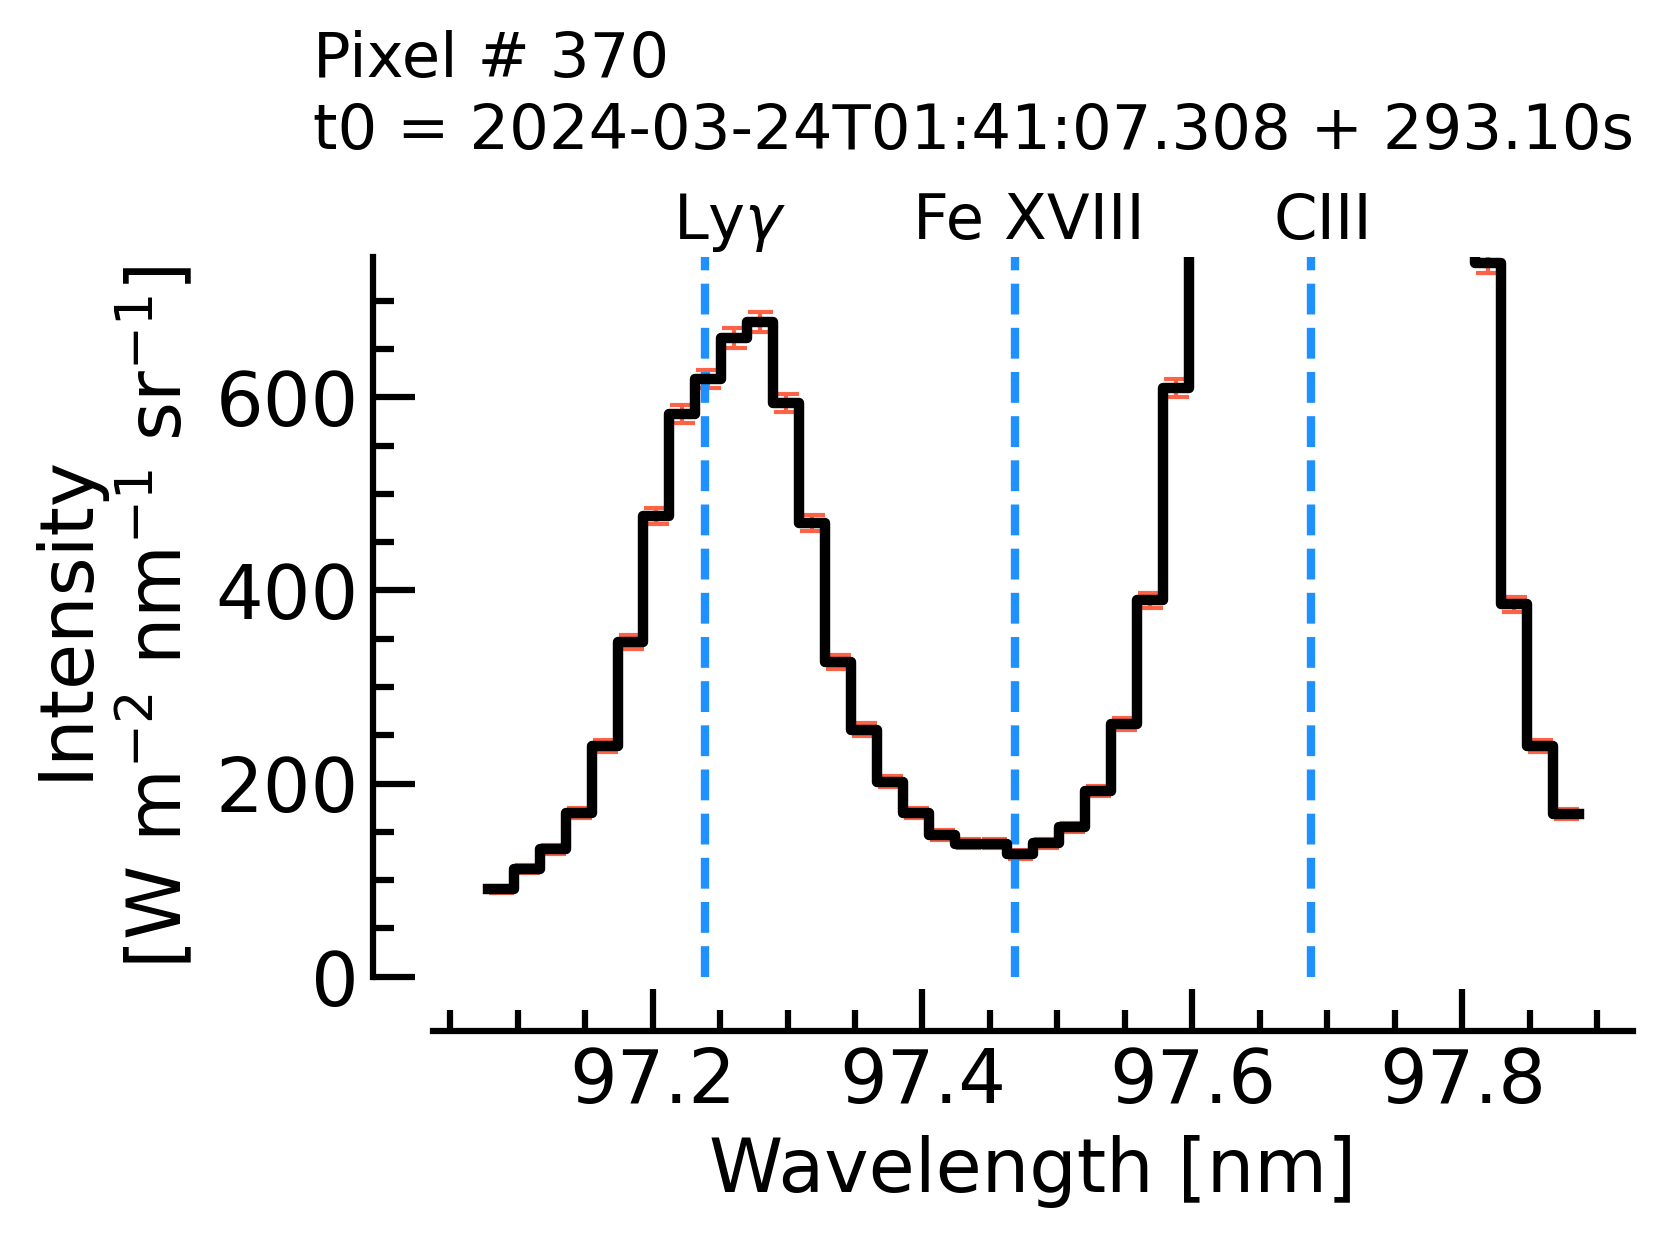 Pixel # 370
t0 = 2024-03-24T01:41:07.308 + 293.10s
Lyγ Fe XVIII CIII
Intensity
[W m⁻² nm⁻¹ sr⁻¹]
600
400
200
0
97.2 97.4 97.6 97.8
Wavelength [nm]